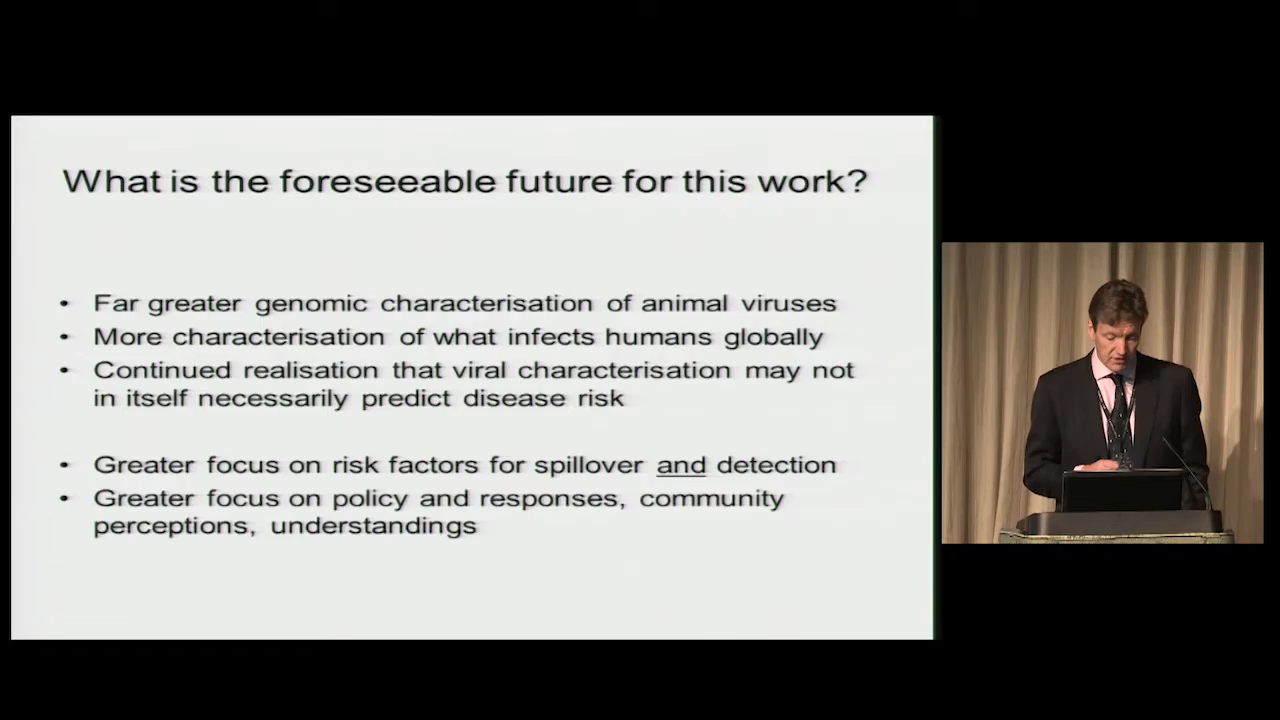 What is the foreseeable future for this work?
• Far greater genomic characterisation of animal viruses
• More characterisation of what infects humans globally
• Continued realisation that viral characterisation may not
in itself necessarily predict disease risk
• Greater focus on risk factors for spillover and detection
• Greater focus on policy and responses, community
perceptions, understandings